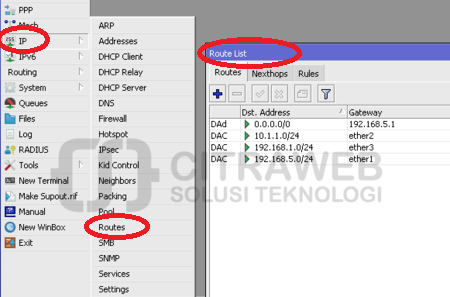 PPP
Mesh
IP
IPv6
Routing
System
Queues
Files
Log
RADIUS
Tools
New Terminal
Make Supout.rif
Manual
New WinBox
Exit
ARP
Addresses
DHCP Client
DHCP Relay
DHCP Server
DNS
Firewall
Hotspot
IPsec
Kid Control
Neighbors
Packing
Pool
Routes
SMB
SNMP
Services
Settings
Route List
Routes Nexthops Rules
Dst. Address Gateway
DAd 0.0.0.0/0 192.168.5.1
DAC 10.1.1.0/24 ether2
DAC 192.168.1.0/24 ether3
DAC 192.168.5.0/24 ether1
CITRAWEB
SOLUSI TEKNOLOGI